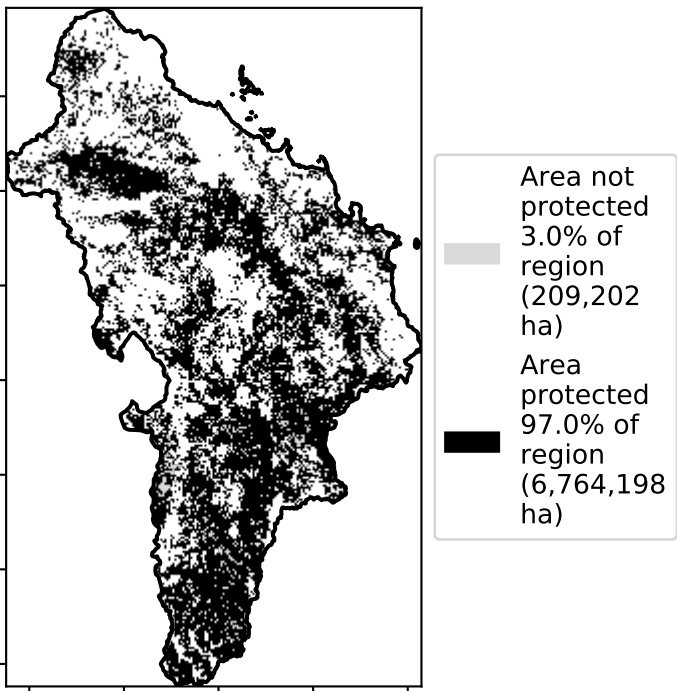 Area not
protected
3.0% of
region
(209,202
ha)
Area
protected
97.0% of
region
(6,764,198
ha)